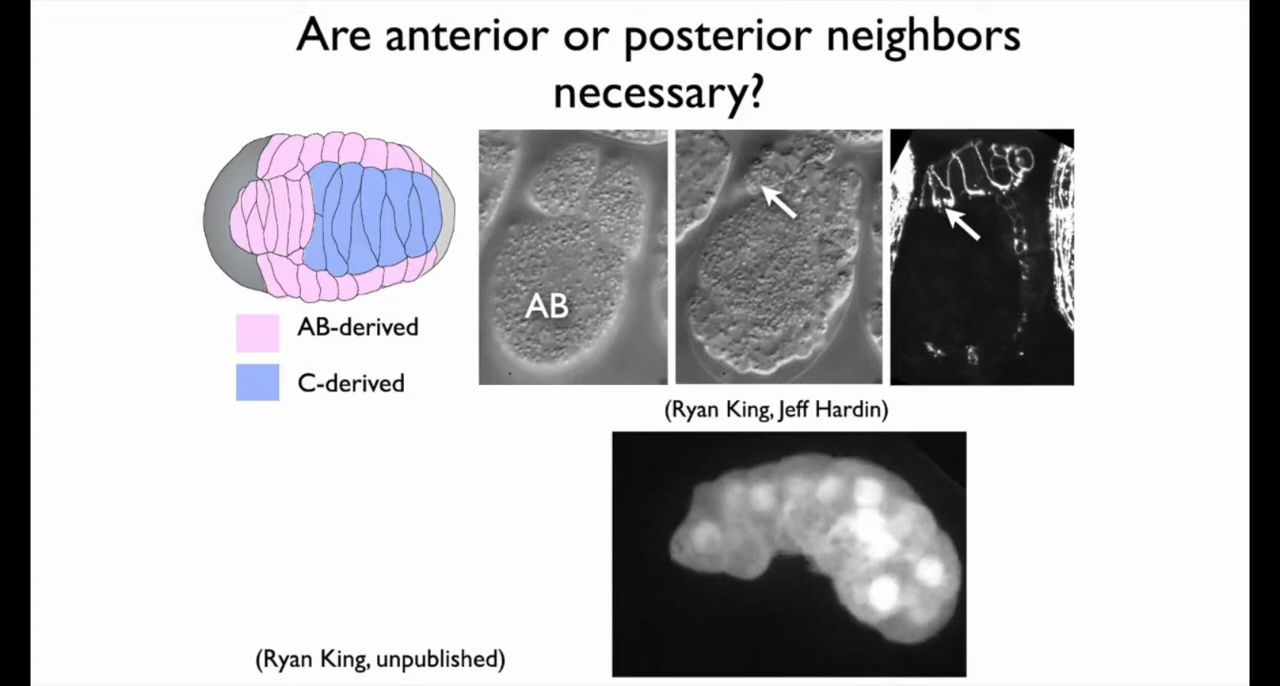 Are anterior or posterior neighbors
necessary?
AB
AB-derived
C-derived
(Ryan King, Jeff Hardin)
(Ryan King, unpublished)